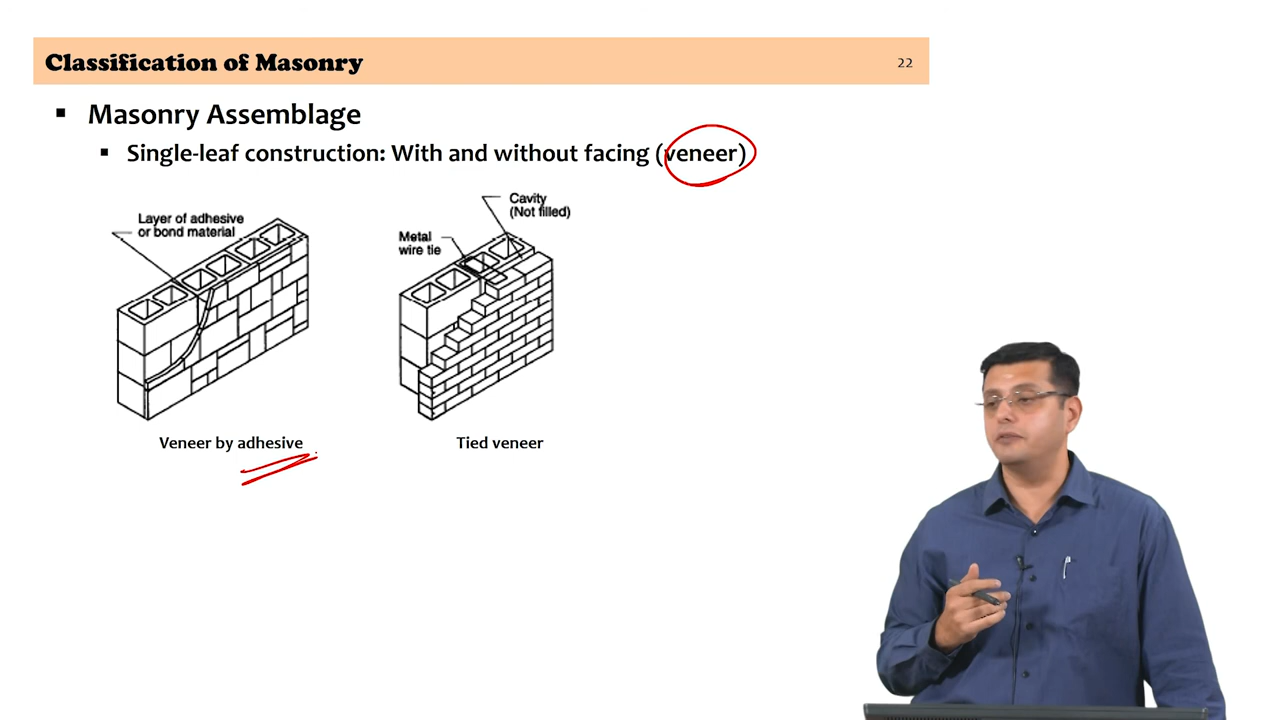 Classification of Masonry
22
Masonry Assemblage
Single-leaf construction: With and without facing (veneer)
Layer of adhesive
or bond material
Cavity
(Not filled)
Metal
wire tie
Veneer by adhesive
Tied veneer